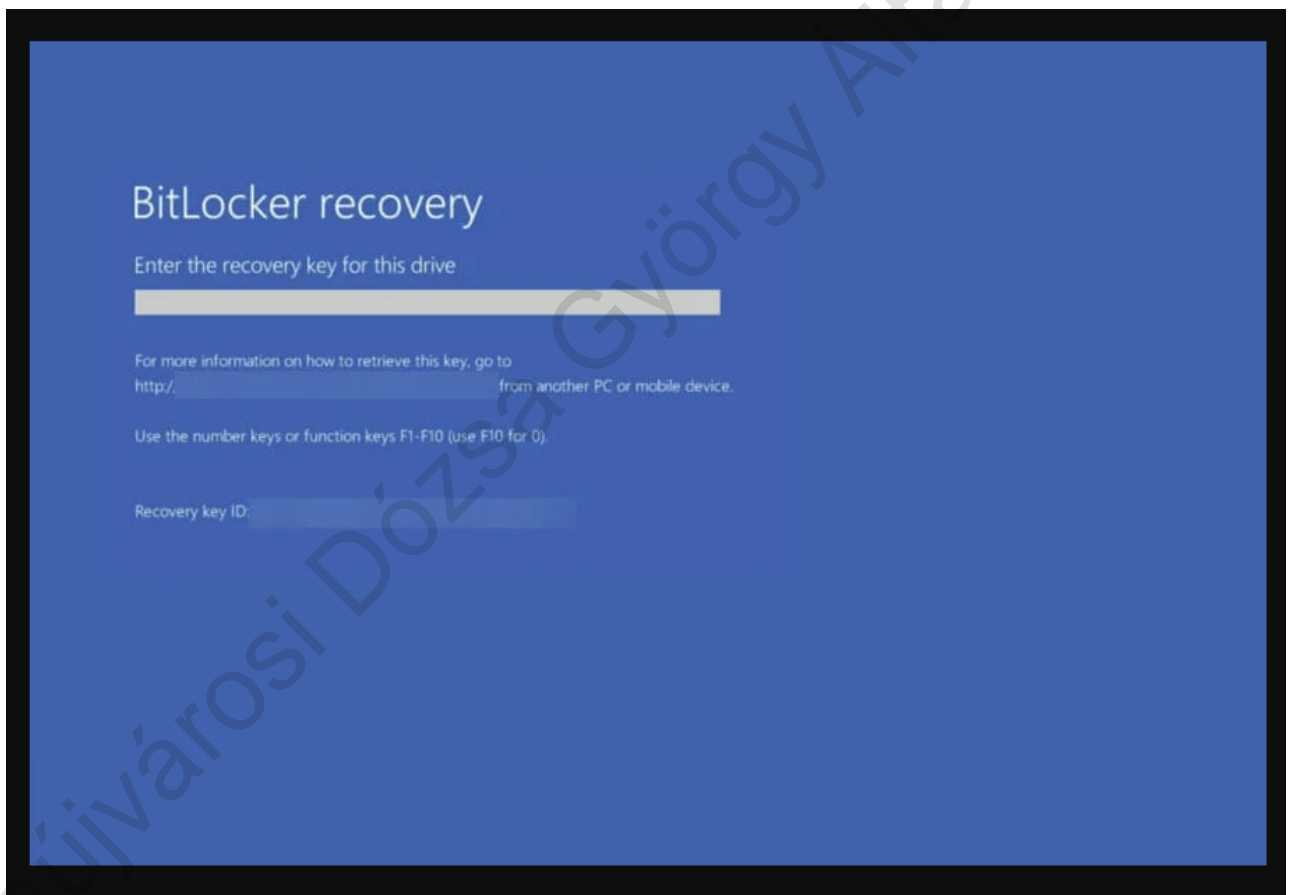 BitLocker recovery
Enter the recovery key for this drive
For more information on how to retrieve this key, go to
http:/ from another PC or mobile device.
Use the number keys or function keys F1-F10 (use F10 for 0).
Recovery key ID:
újvárosi Dózsa György Álta